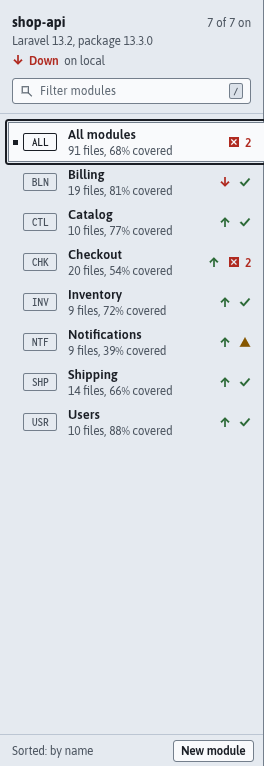 shop-api 7 of 7 on
Laravel 13.2, package 13.3.0
Down on local
Filter modules /
ALL All modules 2
91 files, 68% covered
BLN Billing
19 files, 81% covered
CTL Catalog
10 files, 77% covered
CHK Checkout 2
20 files, 54% covered
INV Inventory
9 files, 72% covered
NTF Notifications
9 files, 39% covered
SHP Shipping
14 files, 66% covered
USR Users
10 files, 88% covered
Sorted: by name New module